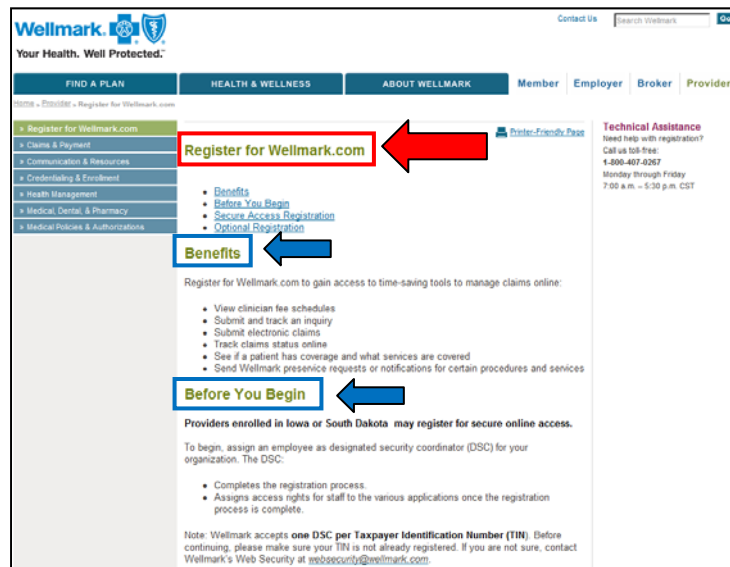 Contact Us
Search Wellmark
Go
Wellmark.
Your Health. Well Protected.™
FIND A PLAN
HEALTH & WELLNESS
ABOUT WELLMARK
Member
Employer
Broker
Provider
Home » Provider » Register for Wellmark.com
» Register for Wellmark.com
» Claims & Payment
» Communication & Resources
» Credentialing & Enrollment
» Health Management
» Medical, Dental, & Pharmacy
» Medical Policies & Authorizations
Printer-Friendly Page
Register for Wellmark.com
• Benefits
• Before You Begin
• Secure Access Registration
• Optional Registration
Benefits
Register for Wellmark.com to gain access to time-saving tools to manage claims online:
• View clinician fee schedules
• Submit and track an inquiry
• Submit electronic claims
• Track claims status online
• See if a patient has coverage and what services are covered
• Send Wellmark preservice requests or notifications for certain procedures and services
Before You Begin
Providers enrolled in Iowa or South Dakota may register for secure online access.
To begin, assign an employee as designated security coordinator (DSC) for your
organization. The DSC:
• Completes the registration process.
• Assigns access rights for staff to the various applications once the registration
process is complete.
Note: Wellmark accepts one DSC per Taxpayer Identification Number (TIN). Before
continuing, please make sure your TIN is not already registered. If you are not sure, contact
Wellmark's Web Security at websecurity@wellmark.com.
Technical Assistance
Need help with registration?
Call us toll-free:
1-800-407-0267
Monday through Friday
7:00 a.m. – 5:30 p.m. CST